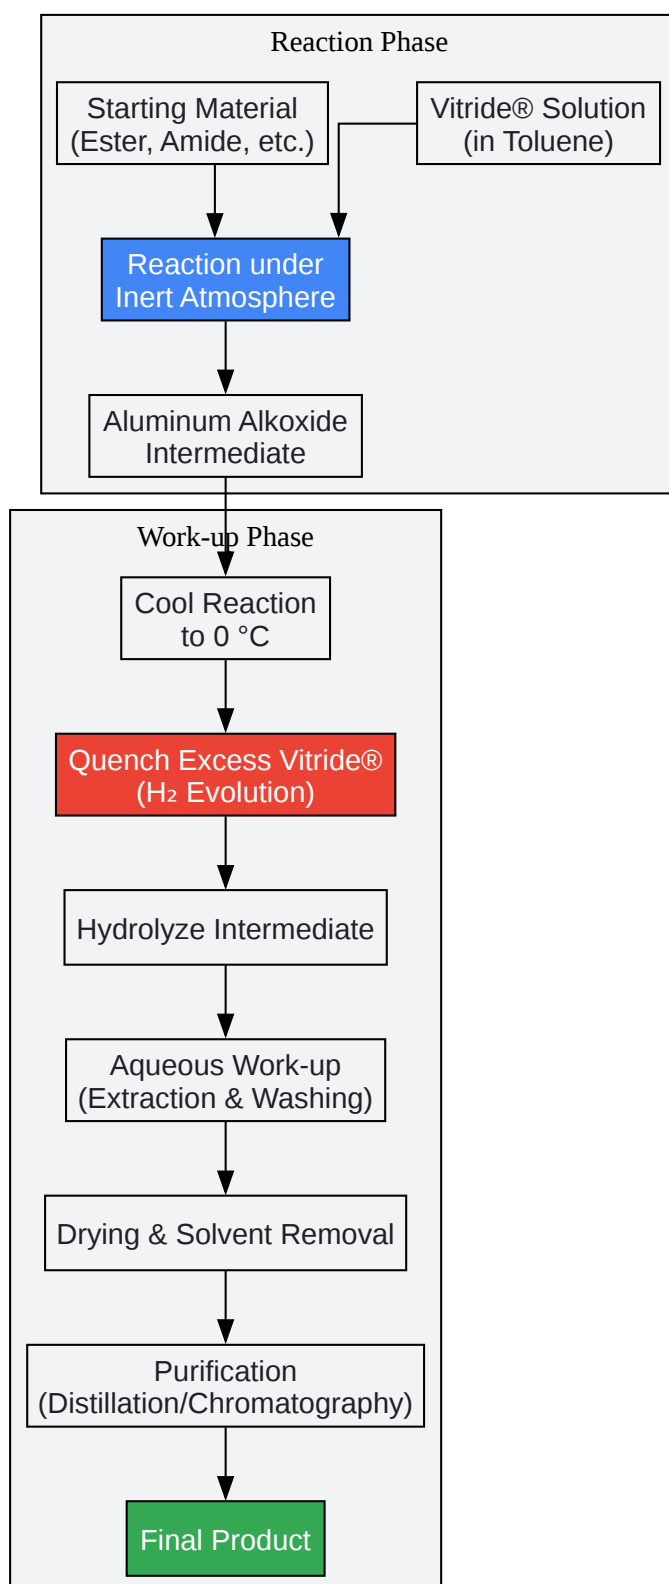 Reaction Phase
Starting Material
(Ester, Amide, etc.)
Vitride® Solution
(in Toluene)
Reaction under
Inert Atmosphere
Aluminum Alkoxide
Intermediate
Work-up Phase
Cool Reaction
to 0 °C
Quench Excess Vitride®
(H₂ Evolution)
Hydrolyze Intermediate
Aqueous Work-up
(Extraction & Washing)
Drying & Solvent Removal
Purification
(Distillation/Chromatography)
Final Product